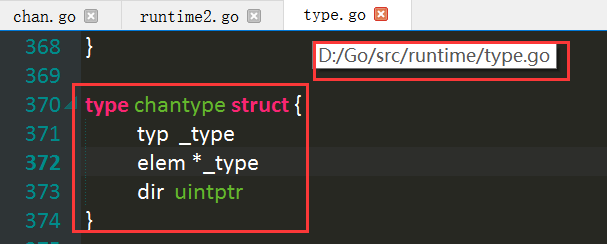 chan.go runtime2.go type.go
368 }
D:/Go/src/runtime/type.go
369
370 type chantype struct {
371 typ _type
372 elem *_type
373 dir uintptr
374 }